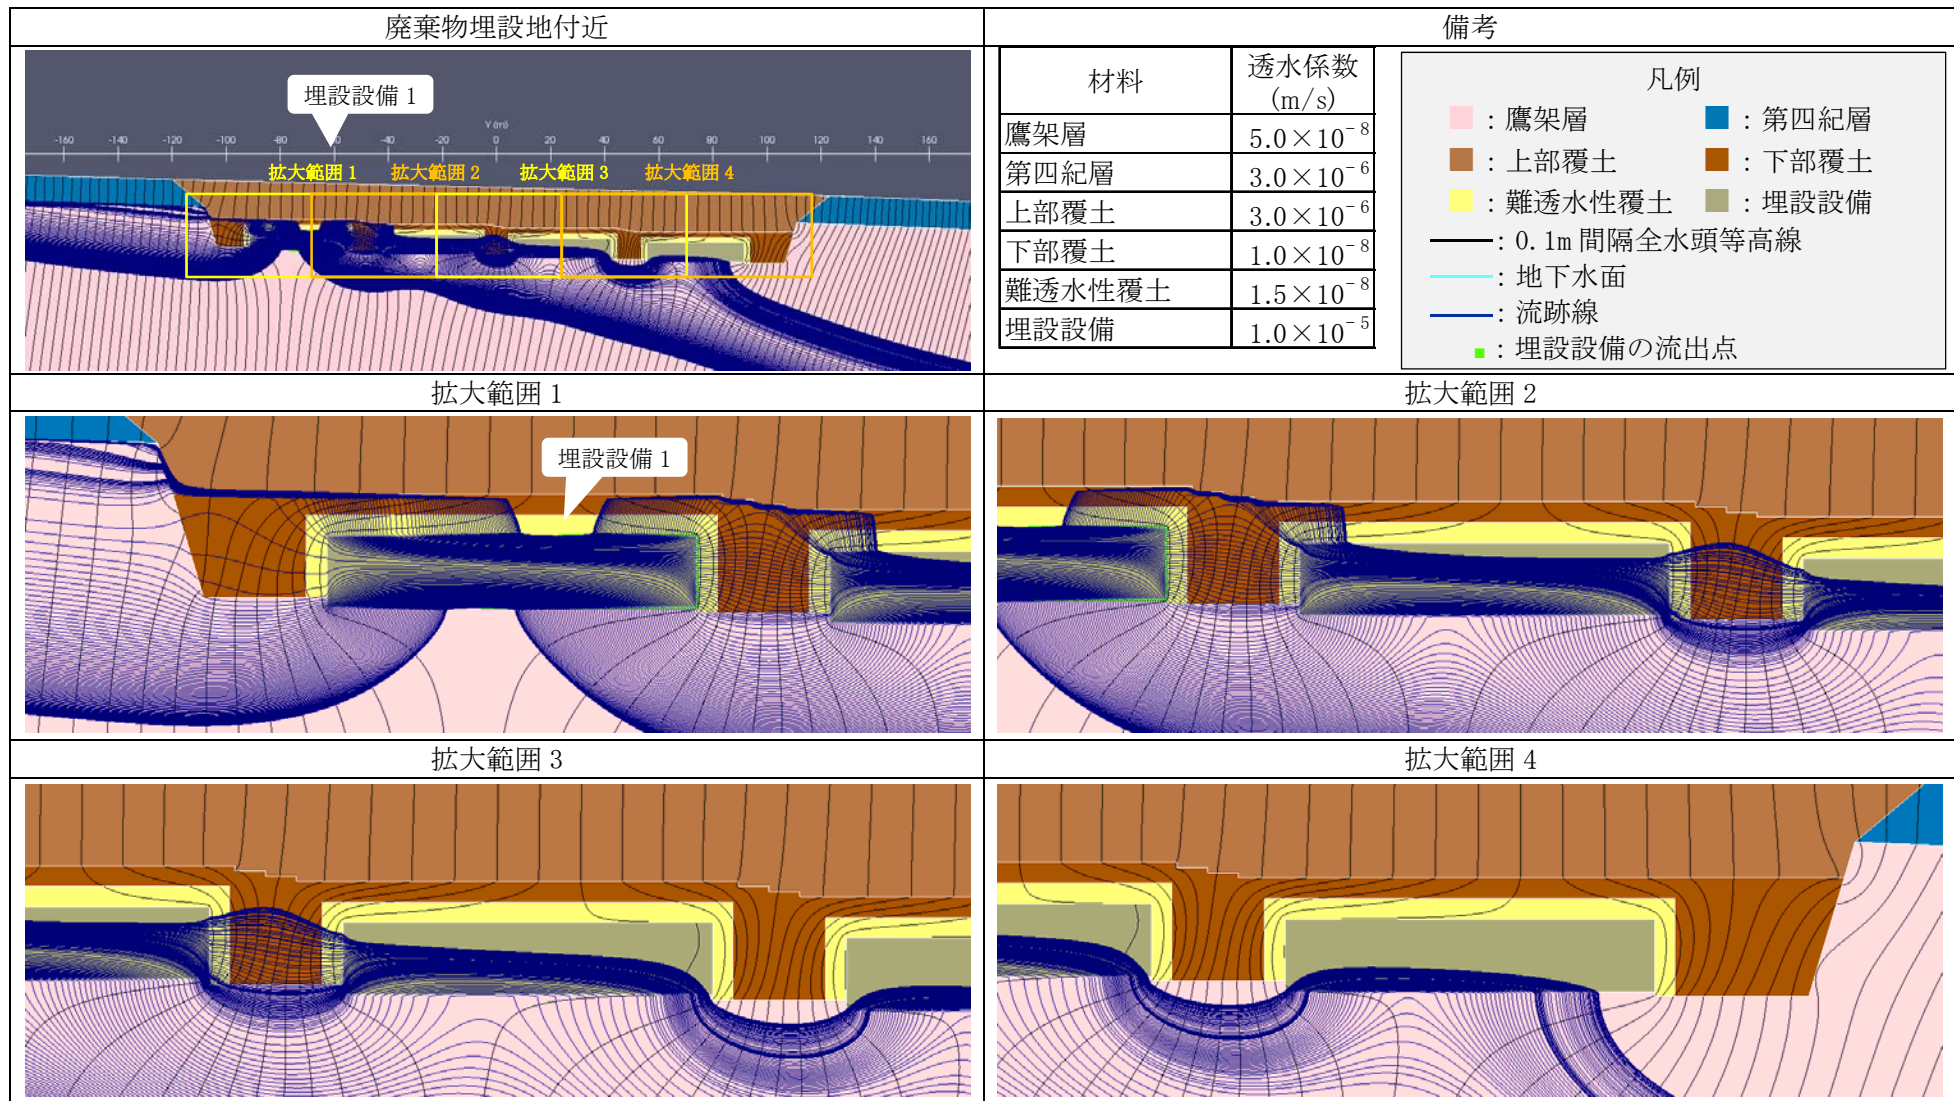 廃棄物埋設地付近
備考
埋設設備 1
Y (m)
-160 -140 -120 -100 -80 -60 -40 -20 0 20 40 60 80 100 120 140 160
拡大範囲 1 拡大範囲 2 拡大範囲 3 拡大範囲 4
材料 透水係数
(m/s)
鷹架層 5.0×10⁻⁸
第四紀層 3.0×10⁻⁶
上部覆土 3.0×10⁻⁶
下部覆土 1.0×10⁻⁸
難透水性覆土 1.5×10⁻⁸
埋設設備 1.0×10⁻⁵
凡例
:鷹架層 :第四紀層
:上部覆土 :下部覆土
:難透水性覆土 :埋設設備
:0.1m 間隔全水頭等高線
:地下水面
:流跡線
:埋設設備の流出点
拡大範囲 1
拡大範囲 2
埋設設備 1
拡大範囲 3
拡大範囲 4